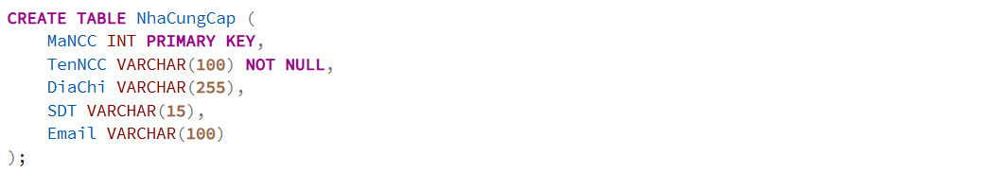 CREATE TABLE NhaCungCap (
    MaNCC INT PRIMARY KEY,
    TenNCC VARCHAR(100) NOT NULL,
    DiaChi VARCHAR(255),
    SDT VARCHAR(15),
    Email VARCHAR(100)
);